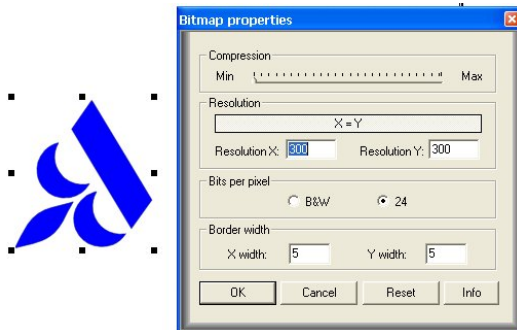 Bitmap properties
Compression
Min Max
Resolution
X = Y
Resolution X: 300 Resolution Y: 300
Bits per pixel
B&W 24
Border width
X width: 5 Y width: 5
OK Cancel Reset Info